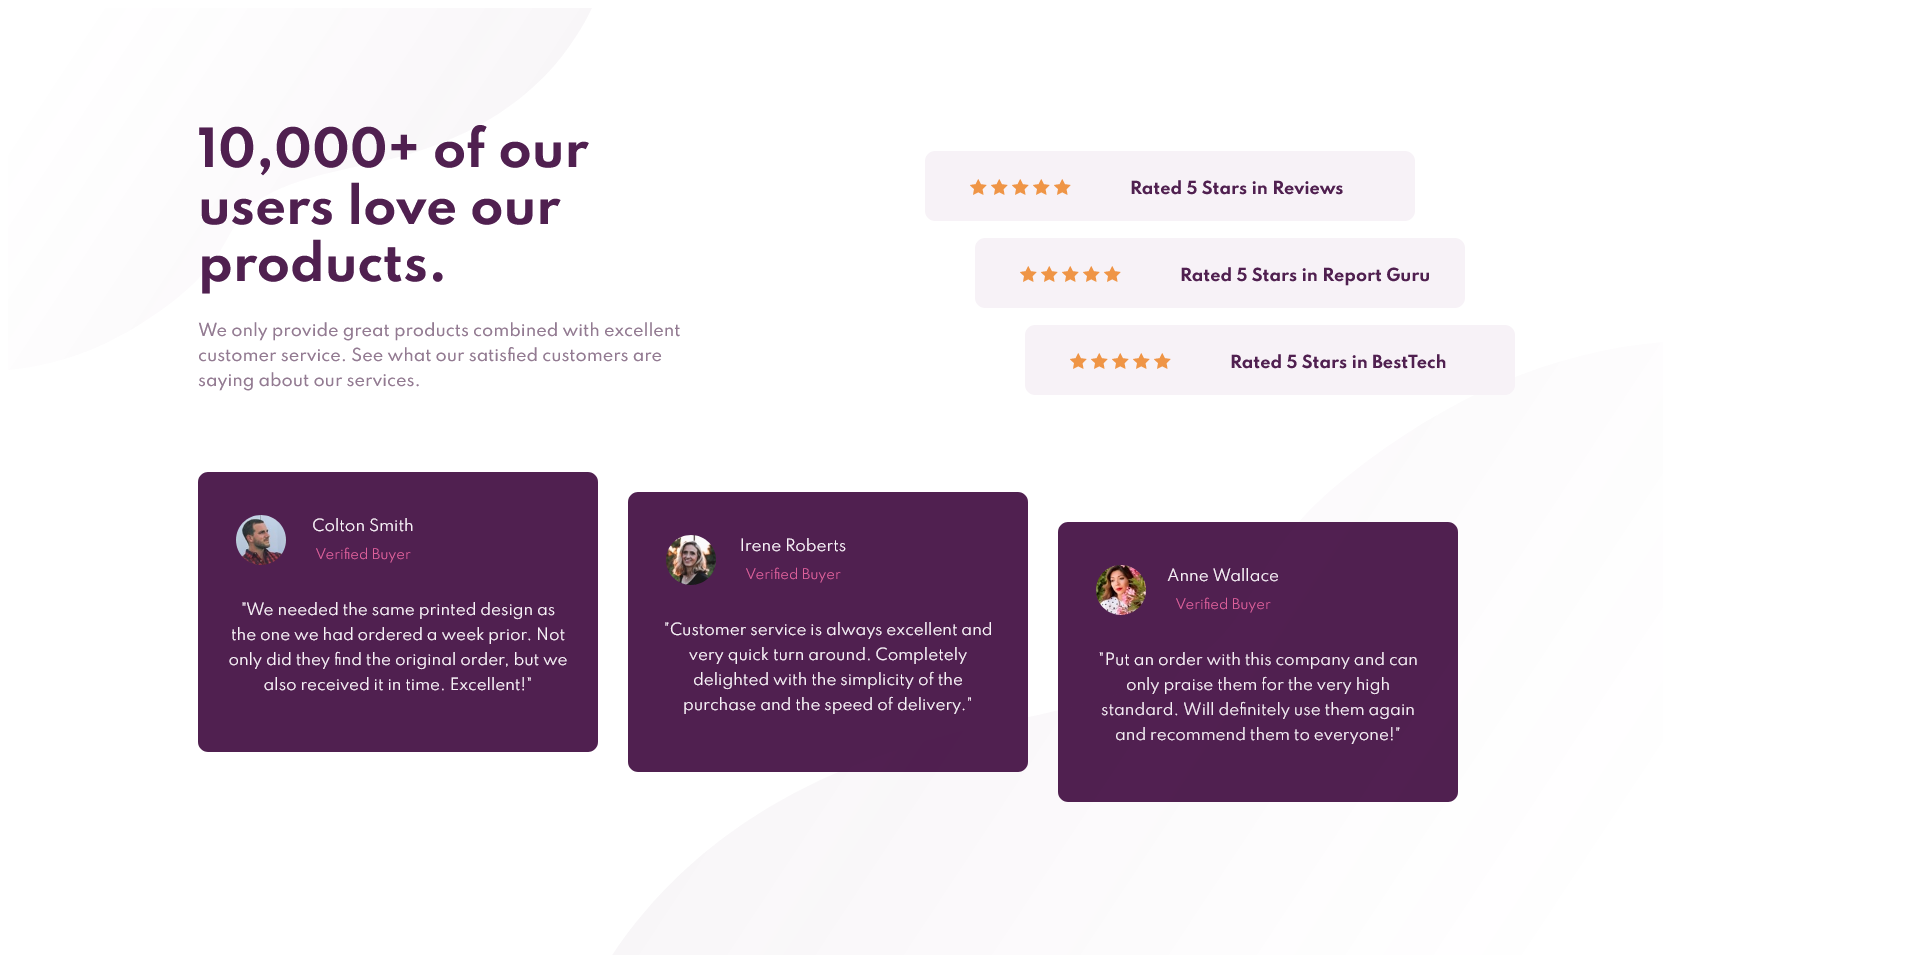 10,000+ of our
users love our
products.
We only provide great products combined with excellent
customer service. See what our satisfied customers are
saying about our services.
Rated 5 Stars in Reviews
Rated 5 Stars in Report Guru
Rated 5 Stars in BestTech
Colton Smith
Verified Buyer
"We needed the same printed design as
the one we had ordered a week prior. Not
only did they find the original order, but we
also received it in time. Excellent!"
Irene Roberts
Verified Buyer
"Customer service is always excellent and
very quick turn around. Completely
delighted with the simplicity of the
purchase and the speed of delivery."
Anne Wallace
Verified Buyer
"Put an order with this company and can
only praise them for the very high
standard. Will definitely use them again
and recommend them to everyone!"